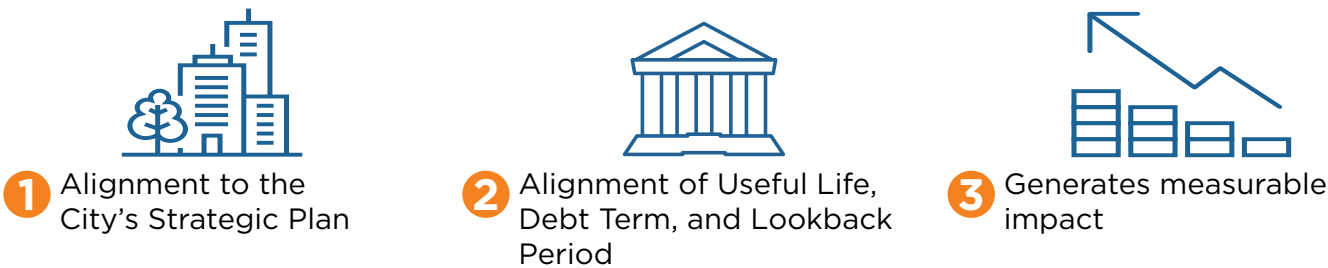 1 Alignment to the
City’s Strategic Plan
2 Alignment of Useful Life,
Debt Term, and Lookback
Period
3 Generates measurable
impact